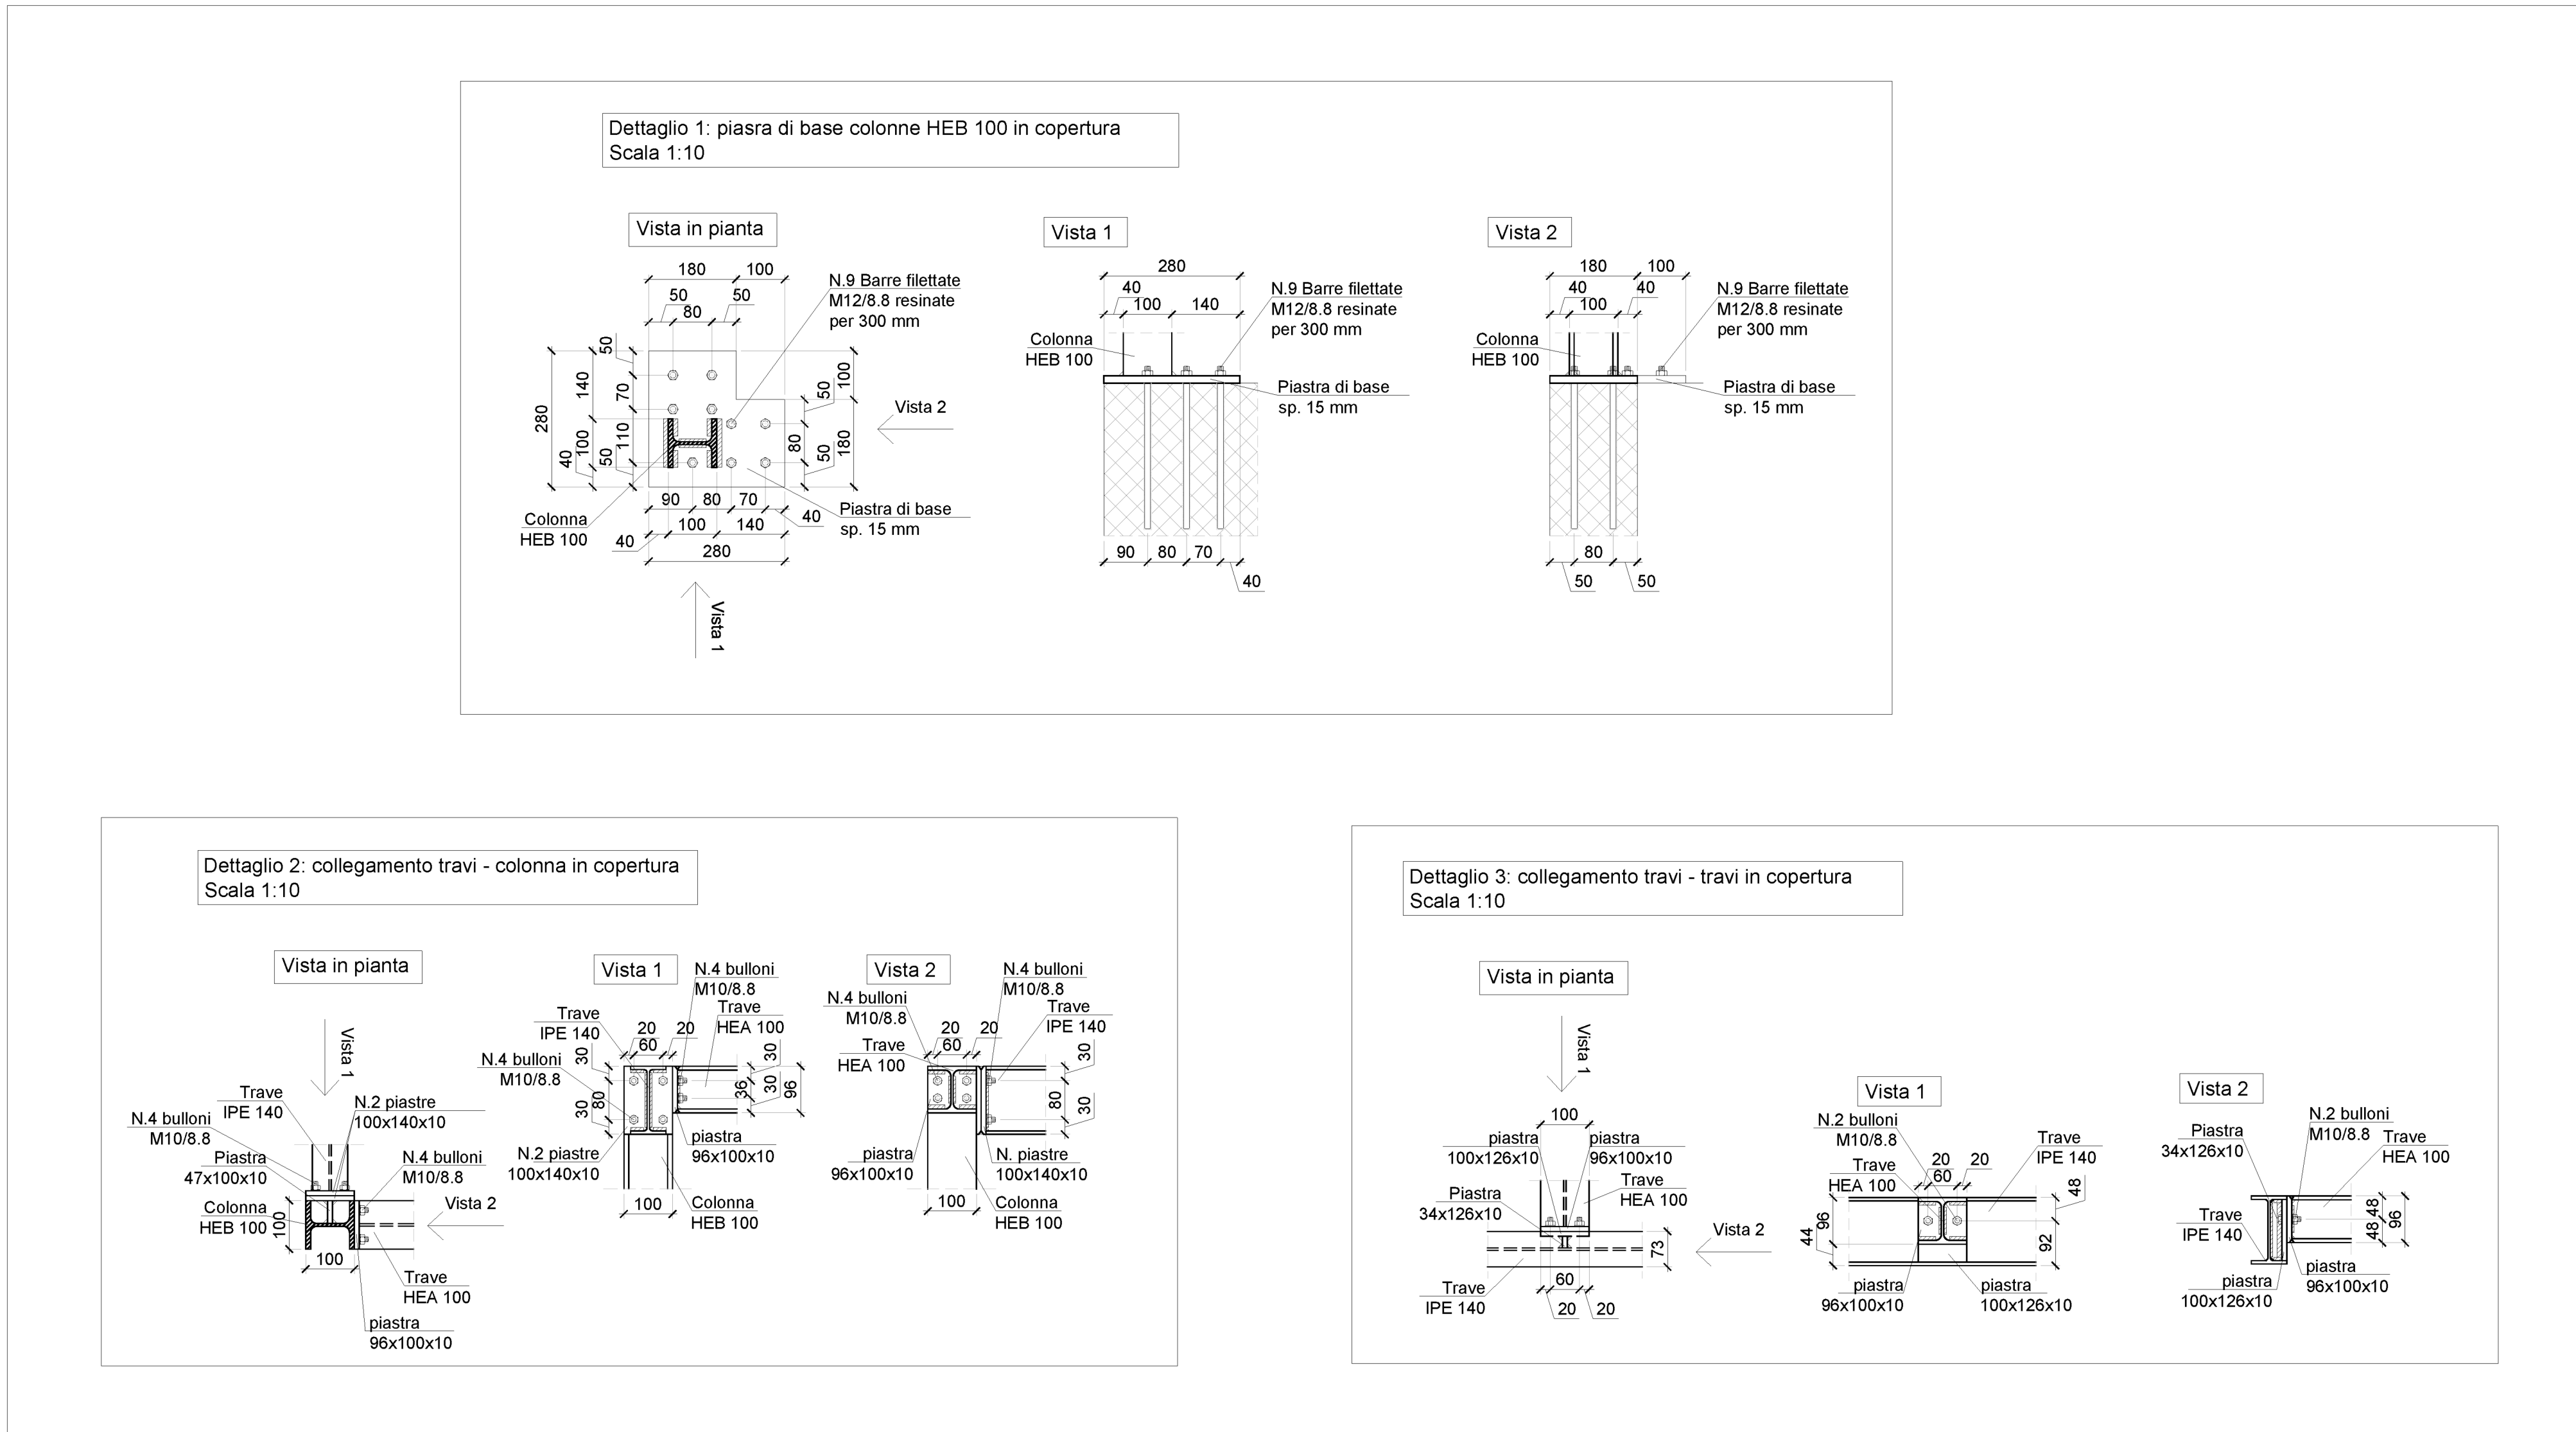 Dettaglio 1: piasra di base colonne HEB 100 in copertura
Scala 1:10
Vista in pianta
180
100
50
50
80
N.9 Barre filettate
M12/8.8 resinate
per 300 mm
50
140
70
280
100
110
40
50
50
100
80
50
180
Vista 2
90
80
70
40
100
140
40
280
Colonna
HEB 100
Piastra di base
sp. 15 mm
Vista 1
Vista 1
280
40
100
140
N.9 Barre filettate
M12/8.8 resinate
per 300 mm
Colonna
HEB 100
Piastra di base
sp. 15 mm
90
80
70
40
Vista 2
180
100
40
40
100
N.9 Barre filettate
M12/8.8 resinate
per 300 mm
Colonna
HEB 100
Piastra di base
sp. 15 mm
80
50
50
Dettaglio 2: collegamento travi - colonna in copertura
Scala 1:10
Vista in pianta
Vista 1
Trave
IPE 140
N.2 piastre
100x140x10
N.4 bulloni
M10/8.8
Piastra
47x100x10
N.4 bulloni
M10/8.8
Colonna
HEB 100
100
100
Vista 2
Trave
HEA 100
piastra
96x100x10
Vista 1
N.4 bulloni
M10/8.8
Trave
HEA 100
Trave
IPE 140
20
20
60
N.4 bulloni
M10/8.8
30
80
30
30
36
30
96
N.2 piastre
100x140x10
piastra
96x100x10
100
Colonna
HEB 100
Vista 2
N.4 bulloni
M10/8.8
N.4 bulloni
M10/8.8
Trave
IPE 140
20
20
60
Trave
HEA 100
30
80
30
piastra
96x100x10
N. piastre
100x140x10
100
Colonna
HEB 100
Dettaglio 3: collegamento travi - travi in copertura
Scala 1:10
Vista in pianta
Vista 1
100
piastra
100x126x10
piastra
96x100x10
Trave
HEA 100
Piastra
34x126x10
73
Vista 2
Trave
IPE 140
60
20
20
Vista 1
N.2 bulloni
M10/8.8
Trave
HEA 100
20
20
60
Trave
IPE 140
96
44
48
92
piastra
96x100x10
piastra
100x126x10
Vista 2
N.2 bulloni
M10/8.8
Piastra
34x126x10
Trave
HEA 100
Trave
IPE 140
48
48
96
piastra
96x100x10
piastra
100x126x10